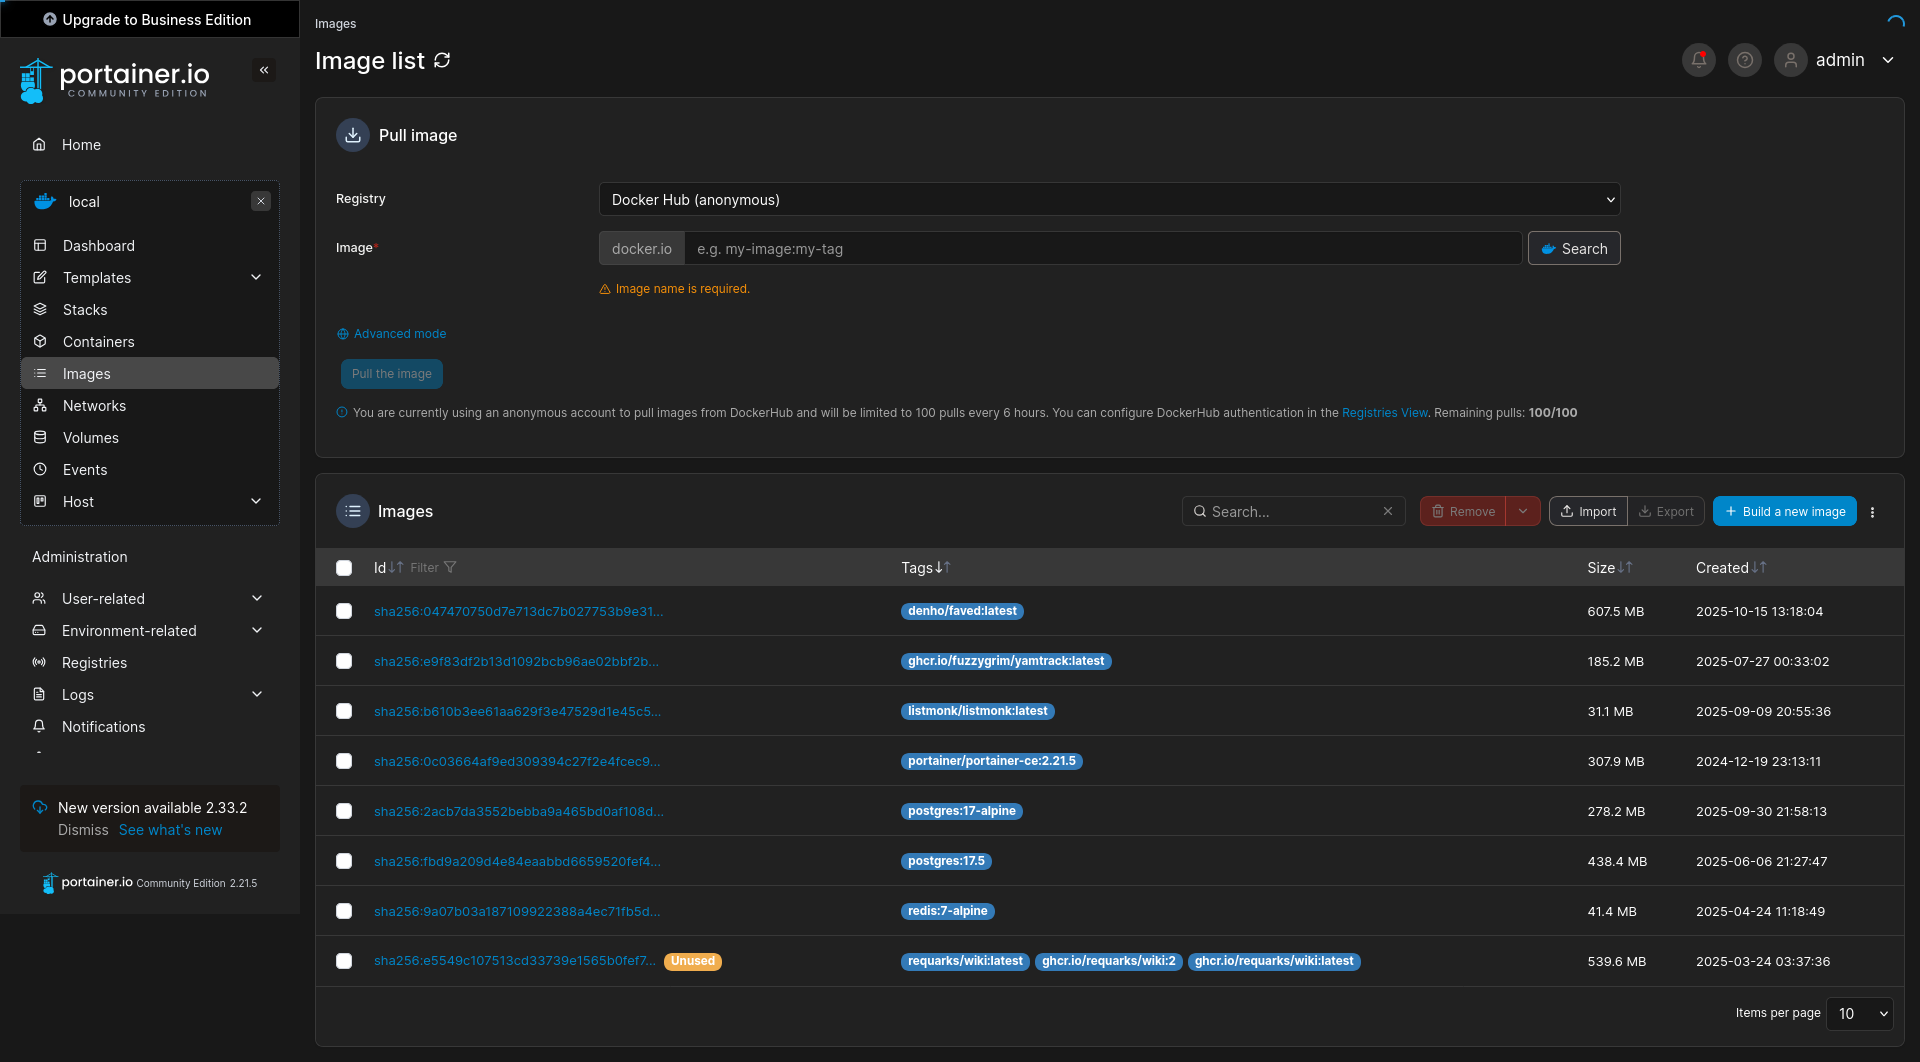 Upgrade to Business Edition
portainer.io
COMMUNITY EDITION
Home
local
Dashboard
Templates
Stacks
Containers
Images
Networks
Volumes
Events
Host
Administration
User-related
Environment-related
Registries
Logs
Notifications
New version available 2.33.2
Dismiss See what's new
portainer.io Community Edition 2.21.5
Images
Image list
admin
Pull image
Registry
Docker Hub (anonymous)
Image*
docker.io e.g. my-image:my-tag Search
Image name is required.
Advanced mode
Pull the image
You are currently using an anonymous account to pull images from DockerHub and will be limited to 100 pulls every 6 hours. You can configure DockerHub authentication in the Registries View. Remaining pulls: 100/100
Images Search... Remove Import Export Build a new image
Id Filter Tags Size Created
sha256:047470750d7e713dc7b027753b9e31... denho/faved:latest 607.5 MB 2025-10-15 13:18:04
sha256:e9f83df2b13d1092bcb96ae02bbf2b... ghcr.io/fuzzygrim/yamtrack:latest 185.2 MB 2025-07-27 00:33:02
sha256:b610b3ee61aa629f3e47529d1e45c5... listmonk/listmonk:latest 31.1 MB 2025-09-09 20:55:36
sha256:0c03664af9ed309394c27f2e4fcec9... portainer/portainer-ce:2.21.5 307.9 MB 2024-12-19 23:13:11
sha256:2acb7da3552bebba9a465bd0af108d... postgres:17-alpine 278.2 MB 2025-09-30 21:58:13
sha256:fbd9a209d4e84eaabbd6659520fef4... postgres:17.5 438.4 MB 2025-06-06 21:27:47
sha256:9a07b03a187109922388a4ec71fb5d... redis:7-alpine 41.4 MB 2025-04-24 11:18:49
sha256:e5549c107513cd33739e1565b0fef7... Unused requarks/wiki:latest ghcr.io/requarks/wiki:2 ghcr.io/requarks/wiki:latest 539.6 MB 2025-03-24 03:37:36
Items per page 10